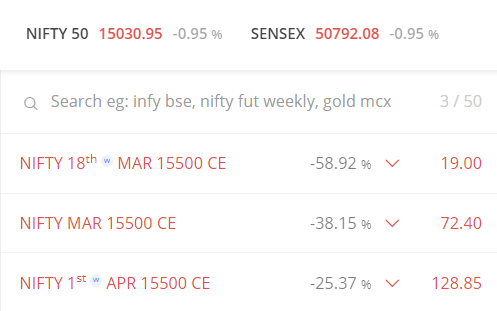 NIFTY 50 15030.95 -0.95 % SENSEX 50792.08 -0.95 %
Search eg: infy bse, nifty fut weekly, gold mcx 3 / 50
NIFTY 18th w MAR 15500 CE -58.92 % 19.00
NIFTY MAR 15500 CE -38.15 % 72.40
NIFTY 1st w APR 15500 CE -25.37 % 128.85